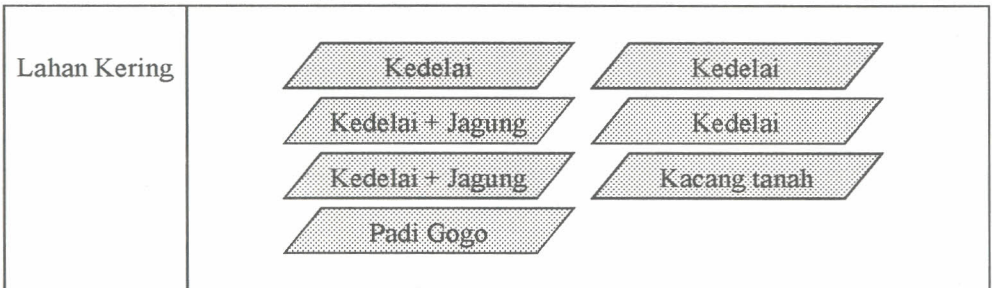 Lahan Kering
Kedelai Kedelai
Kedelai + Jagung Kedelai
Kedelai + Jagung Kacang tanah
Padi Gogo